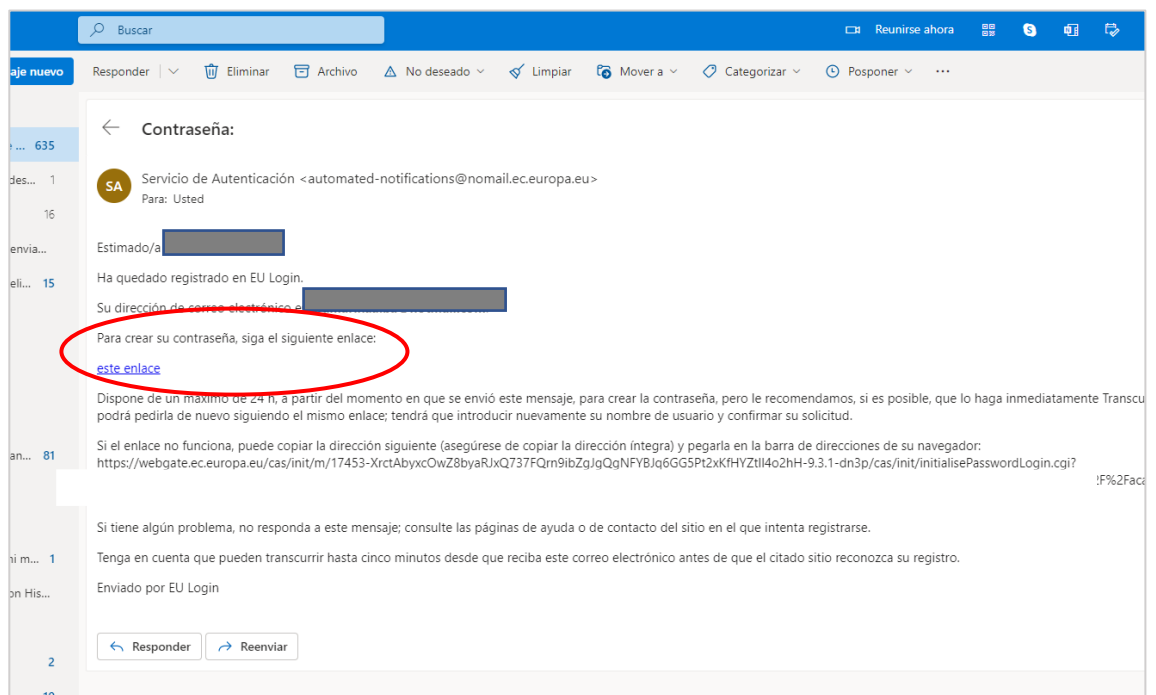 Buscar
Reunirse ahora
aje nuevo
Responder
Eliminar
Archivo
No deseado
Limpiar
Mover a
Categorizar
Posponer
...
Contraseña:
... 635
SA
Servicio de Autenticación <automated-notifications@nomail.ec.europa.eu>
des... 1
Para: Usted
16
envia...
Estimado/a
Ha quedado registrado en EU Login.
eli... 15
Su dirección de correo electrónico e
Para crear su contraseña, siga el siguiente enlace:
este enlace
Dispone de un máximo de 24 h, a partir del momento en que se envió este mensaje, para crear la contraseña, pero le recomendamos, si es posible, que lo haga inmediatamente Transcu
podrá pedirla de nuevo siguiendo el mismo enlace; tendrá que introducir nuevamente su nombre de usuario y confirmar su solicitud.
Si el enlace no funciona, puede copiar la dirección siguiente (asegúrese de copiar la dirección íntegra) y pegarla en la barra de direcciones de su navegador:
an... 81
https://webgate.ec.europa.eu/cas/init/m/17453-XrctAbyxcOwZ8byaRJxQ737FQrn9ibZgJgQgNFYBJq6GG5Pt2xKfHYZtII4o2hH-9.3.1-dn3p/cas/init/initialisePasswordLogin.cgi?
!F%2Faca
Si tiene algún problema, no responda a este mensaje; consulte las páginas de ayuda o de contacto del sitio en el que intenta registrarse.
ni m... 1
Tenga en cuenta que pueden transcurrir hasta cinco minutos desde que reciba este correo electrónico antes de que el citado sitio reconozca su registro.
Enviado por EU Login
on His...
Responder
Reenviar
2